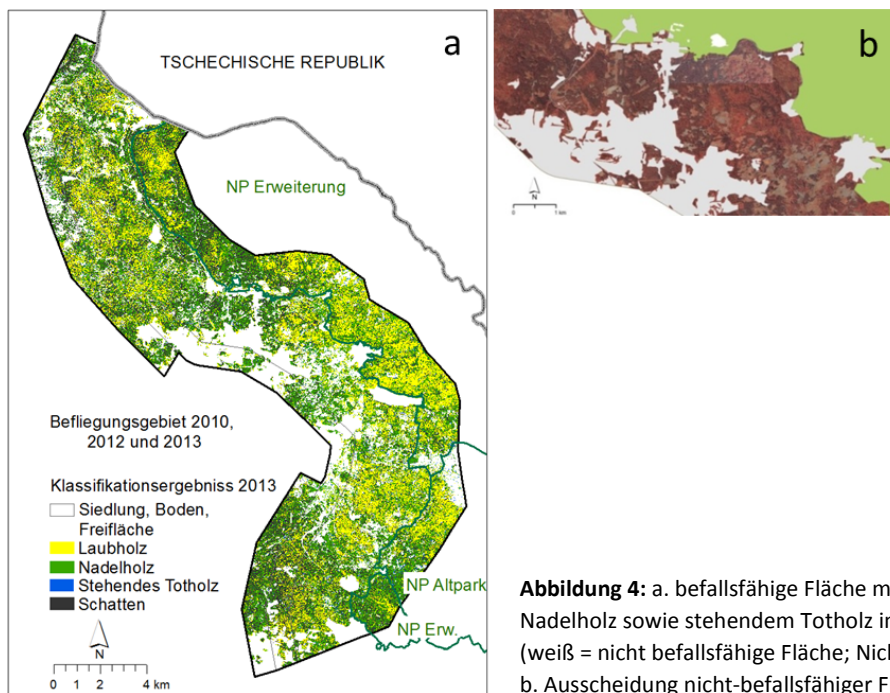 a
TSCHECHISCHE REPUBLIK
NP Erweiterung
Befliegungsgebiet 2010,
2012 und 2013
Klassifikationsergebniss 2013
Siedlung, Boden,
Freifläche
Laubholz
Nadelholz
Stehendes Totholz
Schatten
N
0 1 2 4 km
NP Altpark
NP Erw.
b
N
0 1 km
Abbildung 4: a. befallsfähige Fläche m
Nadelholz sowie stehendem Totholz in
(weiß = nicht befallsfähige Fläche; Nich
b. Ausscheidung nicht-befallsfähiger F